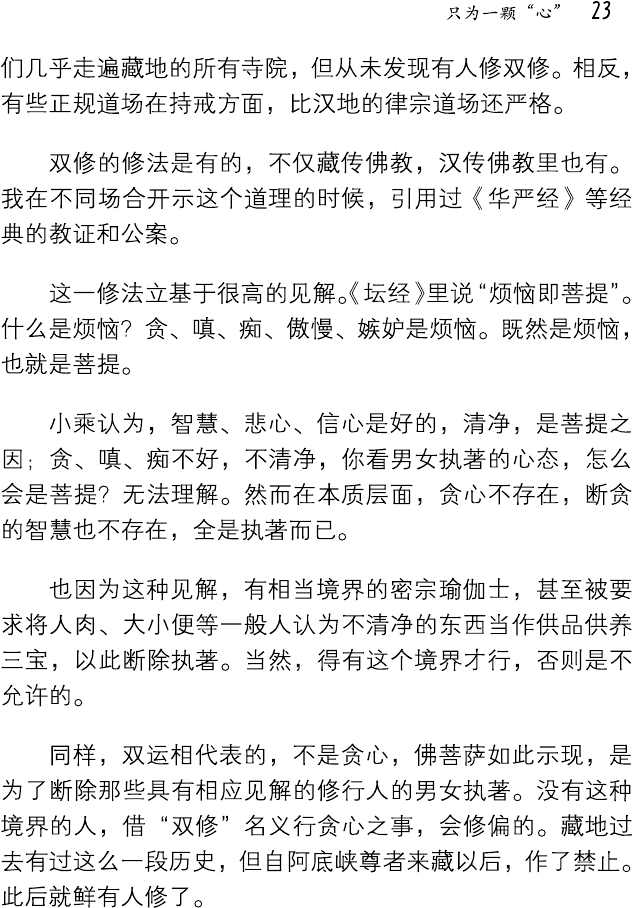 只为一颗“心” 23
们几乎走遍藏地的所有寺院，但从未发现有人修双修。相反，
有些正规道场在持戒方面，比汉地的律宗道场还严格。
双修的修法是有的，不仅藏传佛教，汉传佛教里也有。
我在不同场合开示这个道理的时候，引用过《华严经》等经
典的教证和公案。
这一修法立基于很高的见解。《坛经》里说“烦恼即菩提”。
什么是烦恼？贪、嗔、痴、傲慢、嫉妒是烦恼。既然是烦恼，
也就是菩提。
小乘认为，智慧、悲心、信心是好的，清净，是菩提之
因；贪、嗔、痴不好，不清净，你看男女执著的心态，怎么
会是菩提？无法理解。然而在本质层面，贪心不存在，断贪
的智慧也不存在，全是执著而已。
也因为这种见解，有相当境界的密宗瑜伽士，甚至被要
求将人肉、大小便等一般人认为不清净的东西当作供品供养
三宝，以此断除执著。当然，得有这个境界才行，否则是不
允许的。
同样，双运相代表的，不是贪心，佛菩萨如此示现，是
为了断除那些具有相应见解的修行人的男女执著。没有这种
境界的人，借“双修”名义行贪心之事，会修偏的。藏地过
去有过这么一段历史，但自阿底峡尊者来藏以后，作了禁止。
此后就鲜有人修了。